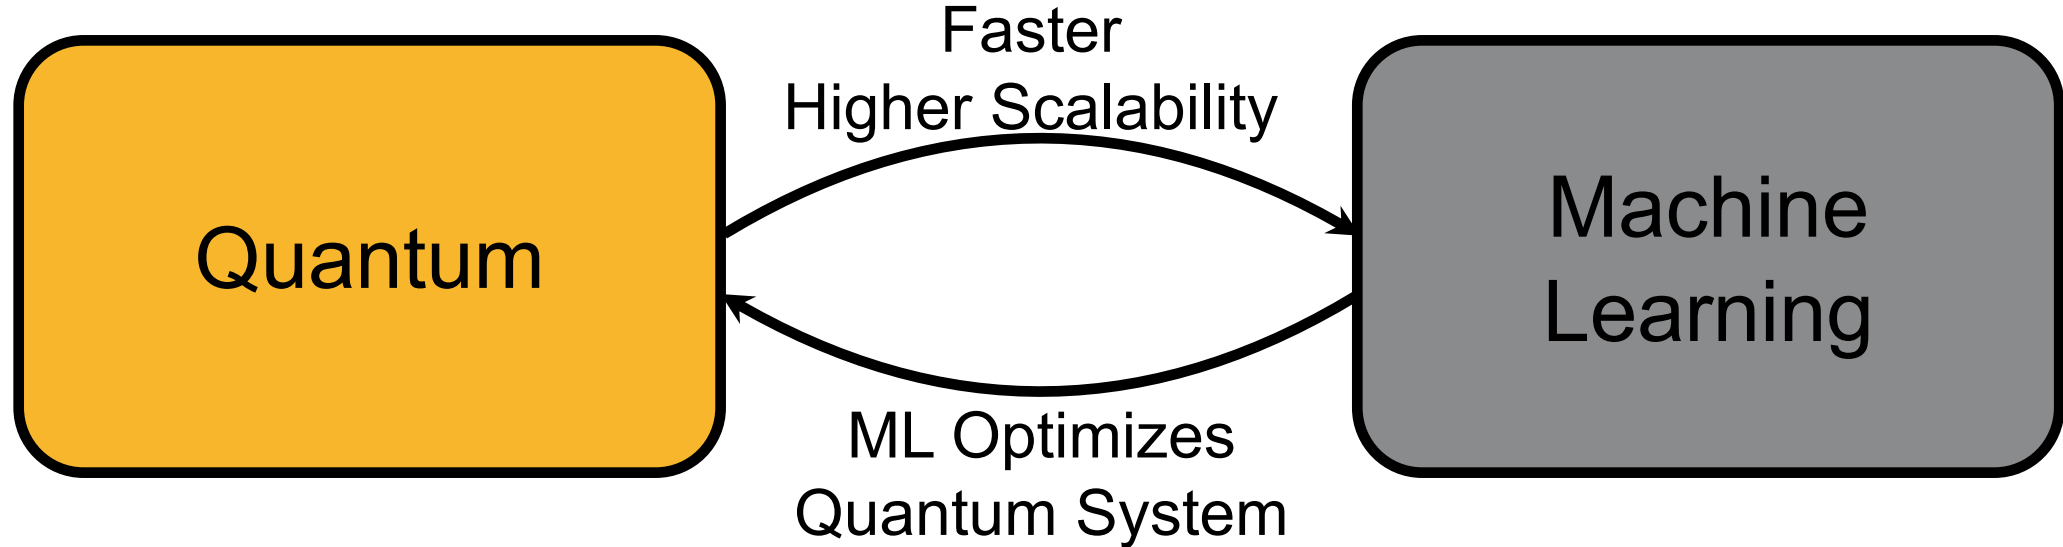 Faster
Higher Scalability
Quantum
Machine
Learning
ML Optimizes
Quantum System